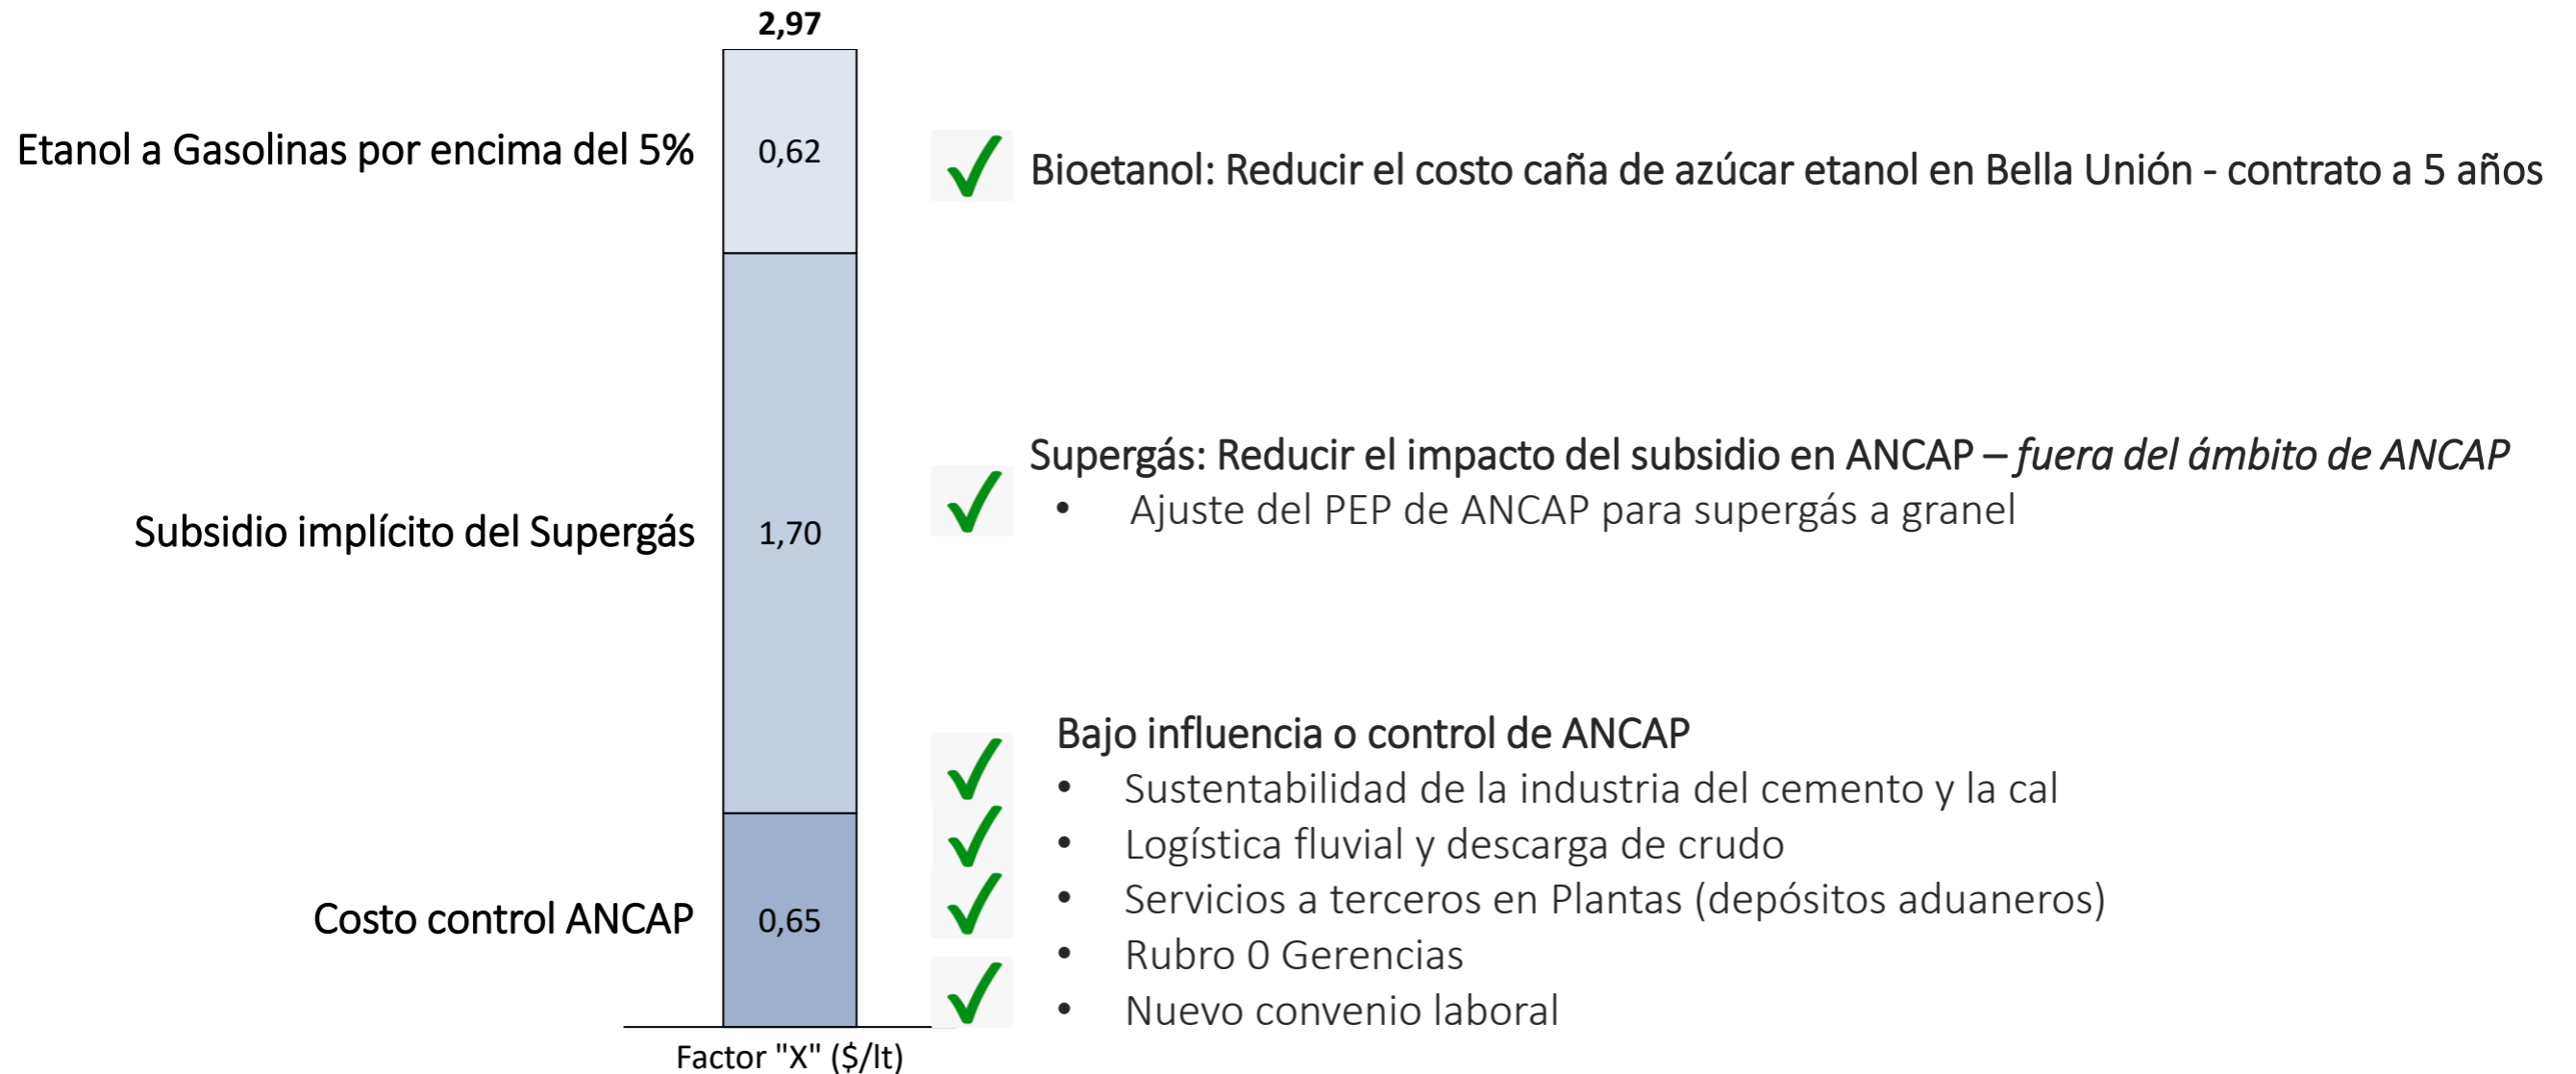 2,97
Etanol a Gasolinas por encima del 5%
0,62
Bioetanol: Reducir el costo caña de azúcar etanol en Bella Unión - contrato a 5 años
Supergás: Reducir el impacto del subsidio en ANCAP – fuera del ámbito de ANCAP
• Ajuste del PEP de ANCAP para supergás a granel
Subsidio implícito del Supergás
1,70
Bajo influencia o control de ANCAP
• Sustentabilidad de la industria del cemento y la cal
• Logística fluvial y descarga de crudo
• Servicios a terceros en Plantas (depósitos aduaneros)
• Rubro 0 Gerencias
• Nuevo convenio laboral
Costo control ANCAP
0,65
Factor "X" ($/lt)